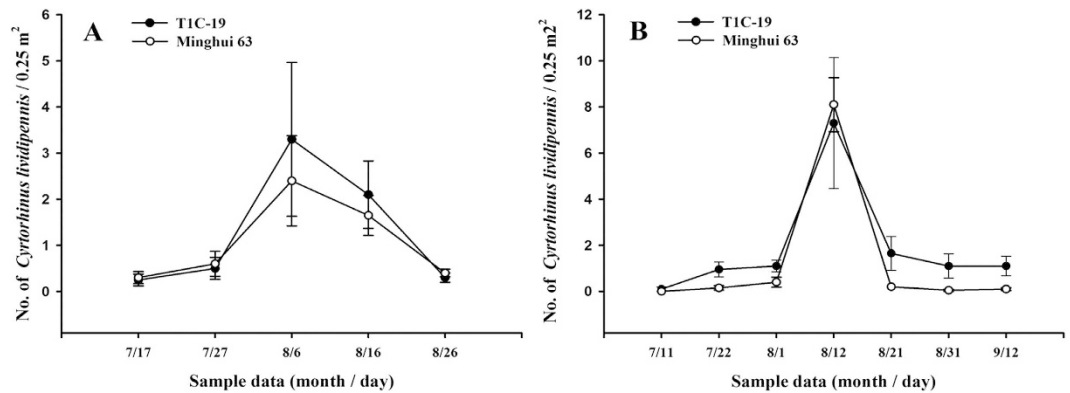 A
T1C-19
Minghui 63
No. of Cyrtorhinus lividipennis / 0.25 m²
6
5
4
3
2
1
0
7/17 7/27 8/6 8/16 8/26
Sample data (month / day)
B
T1C-19
Minghui 63
No. of Cyrtorhinus lividipennis / 0.25 m2²
12
10
8
6
4
2
0
7/11 7/22 8/1 8/12 8/21 8/31 9/12
Sample data (month / day)